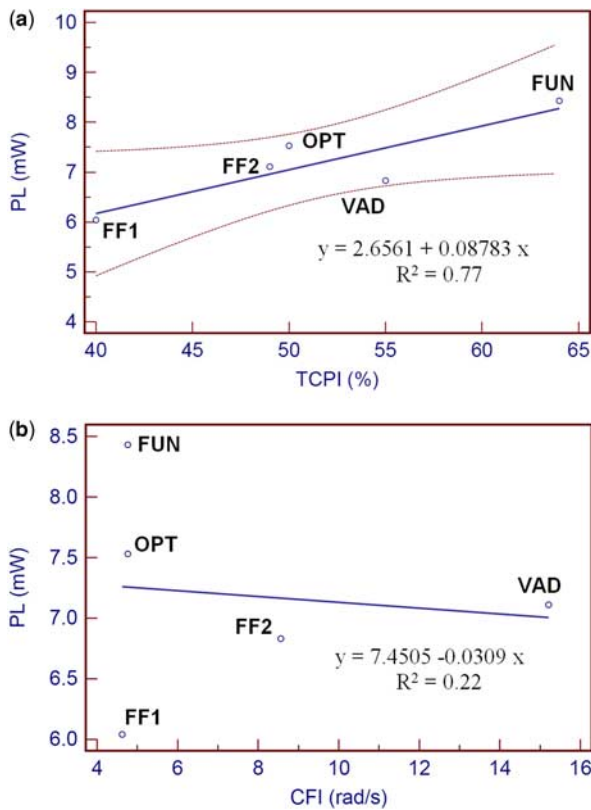 (a)
10
9
8
7
6
5
4
PL (mW)
FUN
OPT
FF2
VAD
FF1
y = 2.6561 + 0.08783 x
R² = 0.77
40 45 50 55 60 65
TCPI (%)
(b)
8.5
8.0
7.5
7.0
6.5
6.0
PL (mW)
FUN
OPT
VAD
FF2
FF1
y = 7.4505 -0.0309 x
R² = 0.22
4 6 8 10 12 14 16
CFI (rad/s)